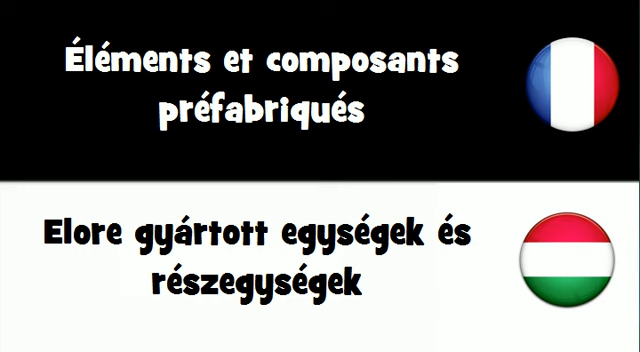 Éléments et composants
préfabriqués
Elore gyártott egységek és
részegységek